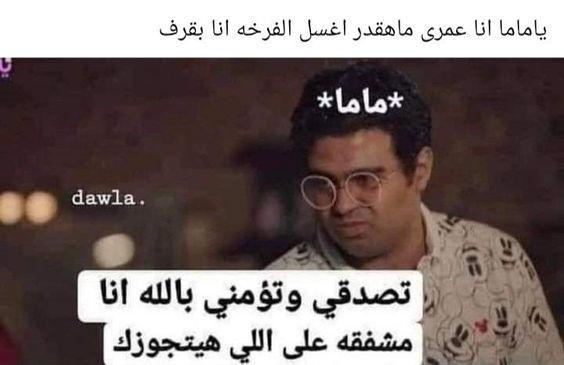 ياماما انا عمرى ماهقدر اغسل الفرخه انا بقرف
*ماما*
dawla.
تصدقي وتؤمني بالله انا
مشفقه على اللي هيتجوزك